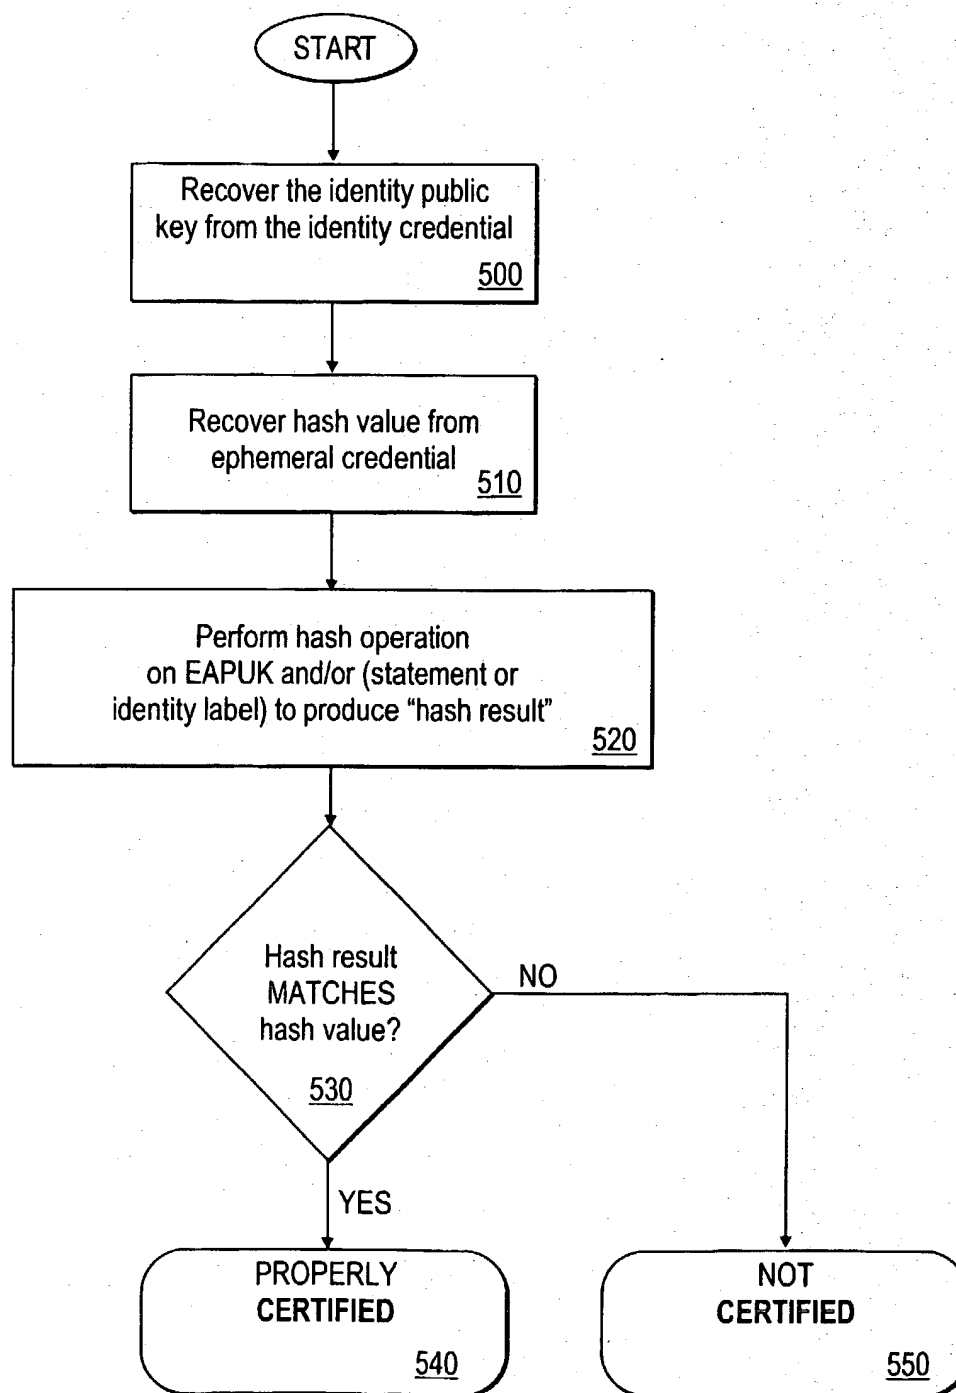 START
Recover the identity public
key from the identity credential
500
Recover hash value from
ephemeral credential
510
Perform hash operation
on EAPUK and/or (statement or
identity label) to produce “hash result”
520
Hash result
MATCHES
hash value?
530
NO
YES
PROPERLY
CERTIFIED
540
NOT
CERTIFIED
550